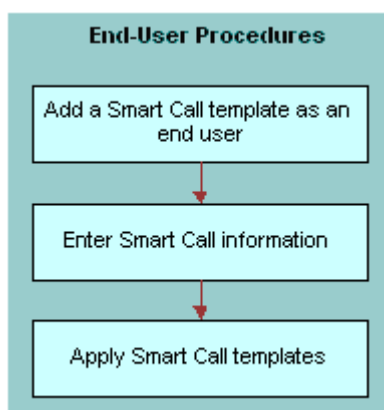 End-User Procedures
Add a Smart Call template as an
end user
Enter Smart Call information
Apply Smart Call templates